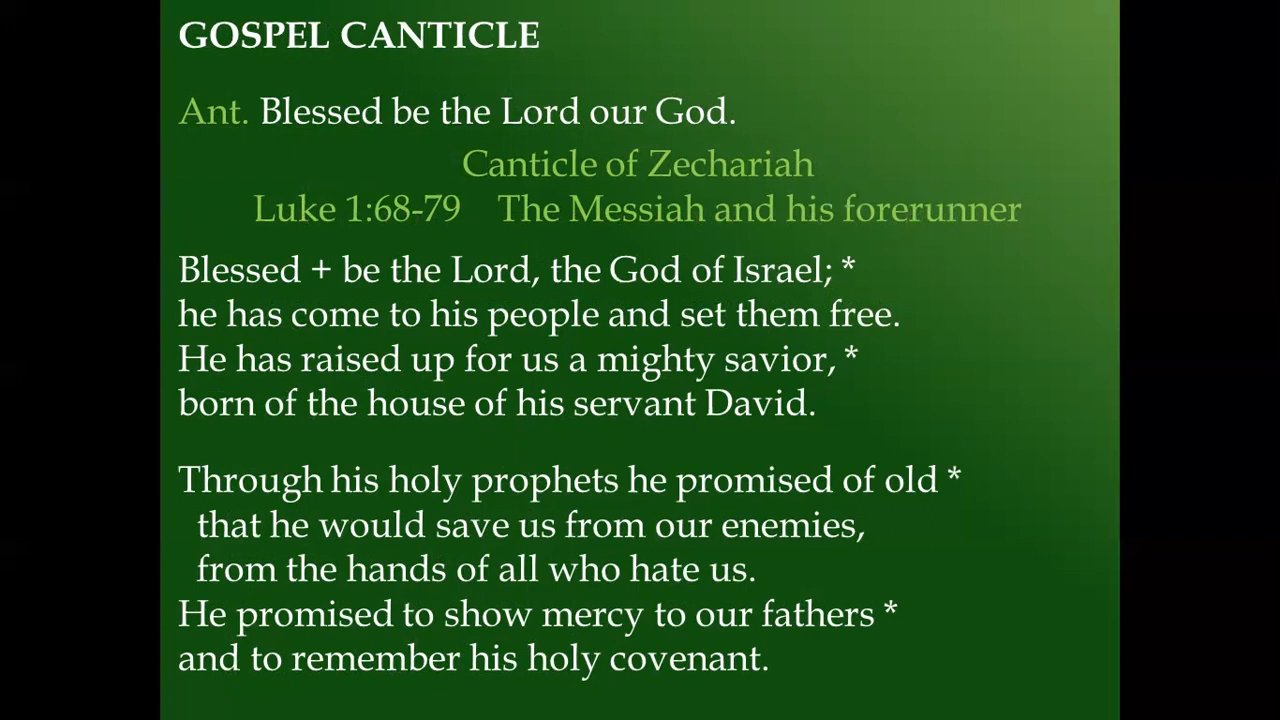 GOSPEL CANTICLE
Ant. Blessed be the Lord our God.
Canticle of Zechariah
Luke 1:68-79 The Messiah and his forerunner
Blessed + be the Lord, the God of Israel; *
he has come to his people and set them free.
He has raised up for us a mighty savior, *
born of the house of his servant David.
Through his holy prophets he promised of old *
that he would save us from our enemies,
from the hands of all who hate us.
He promised to show mercy to our fathers *
and to remember his holy covenant.